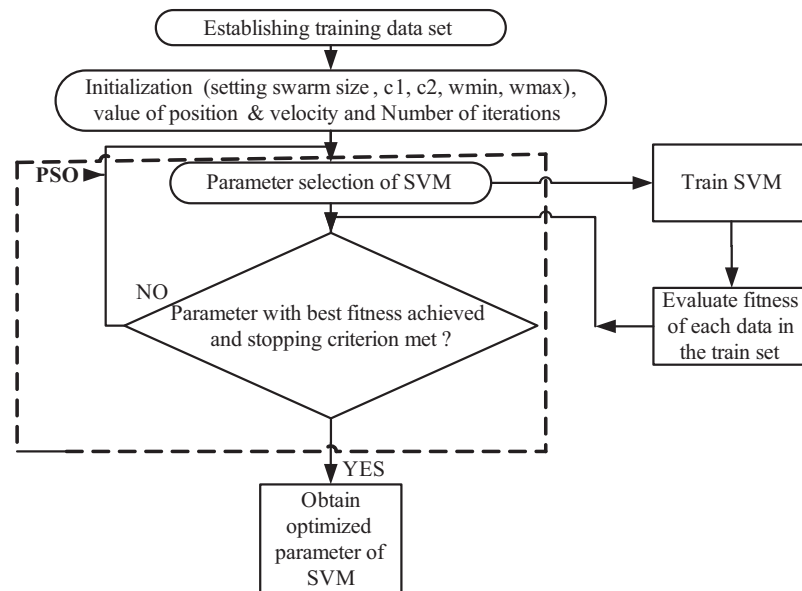 Establishing training data set
Initialization (setting swarm size , c1, c2, wmin, wmax),
value of position & velocity and Number of iterations
PSO
Parameter selection of SVM
Train SVM
NO
Parameter with best fitness achieved
and stopping criterion met ?
Evaluate fitness
of each data in
the train set
YES
Obtain
optimized
parameter of
SVM